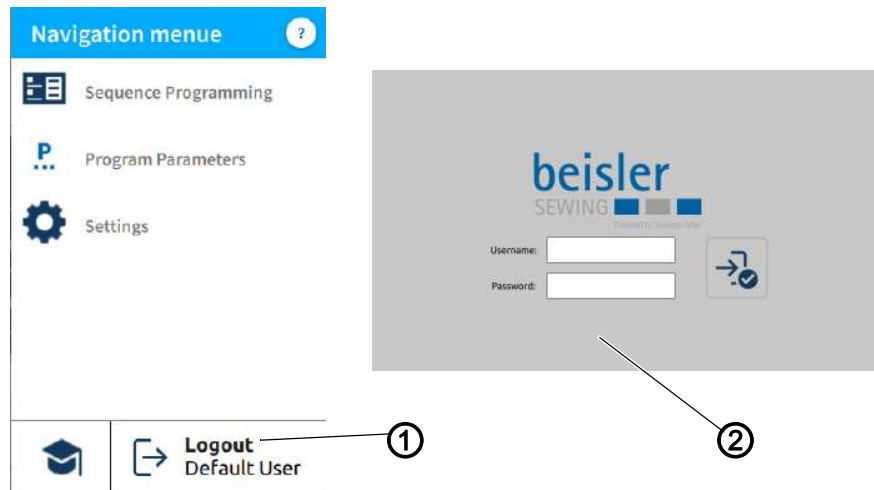 Navigation menue
?
Sequence Programming
P
Program Parameters
Settings
Logout
Default User
1
beisler
SEWING
Username:
Password:
2